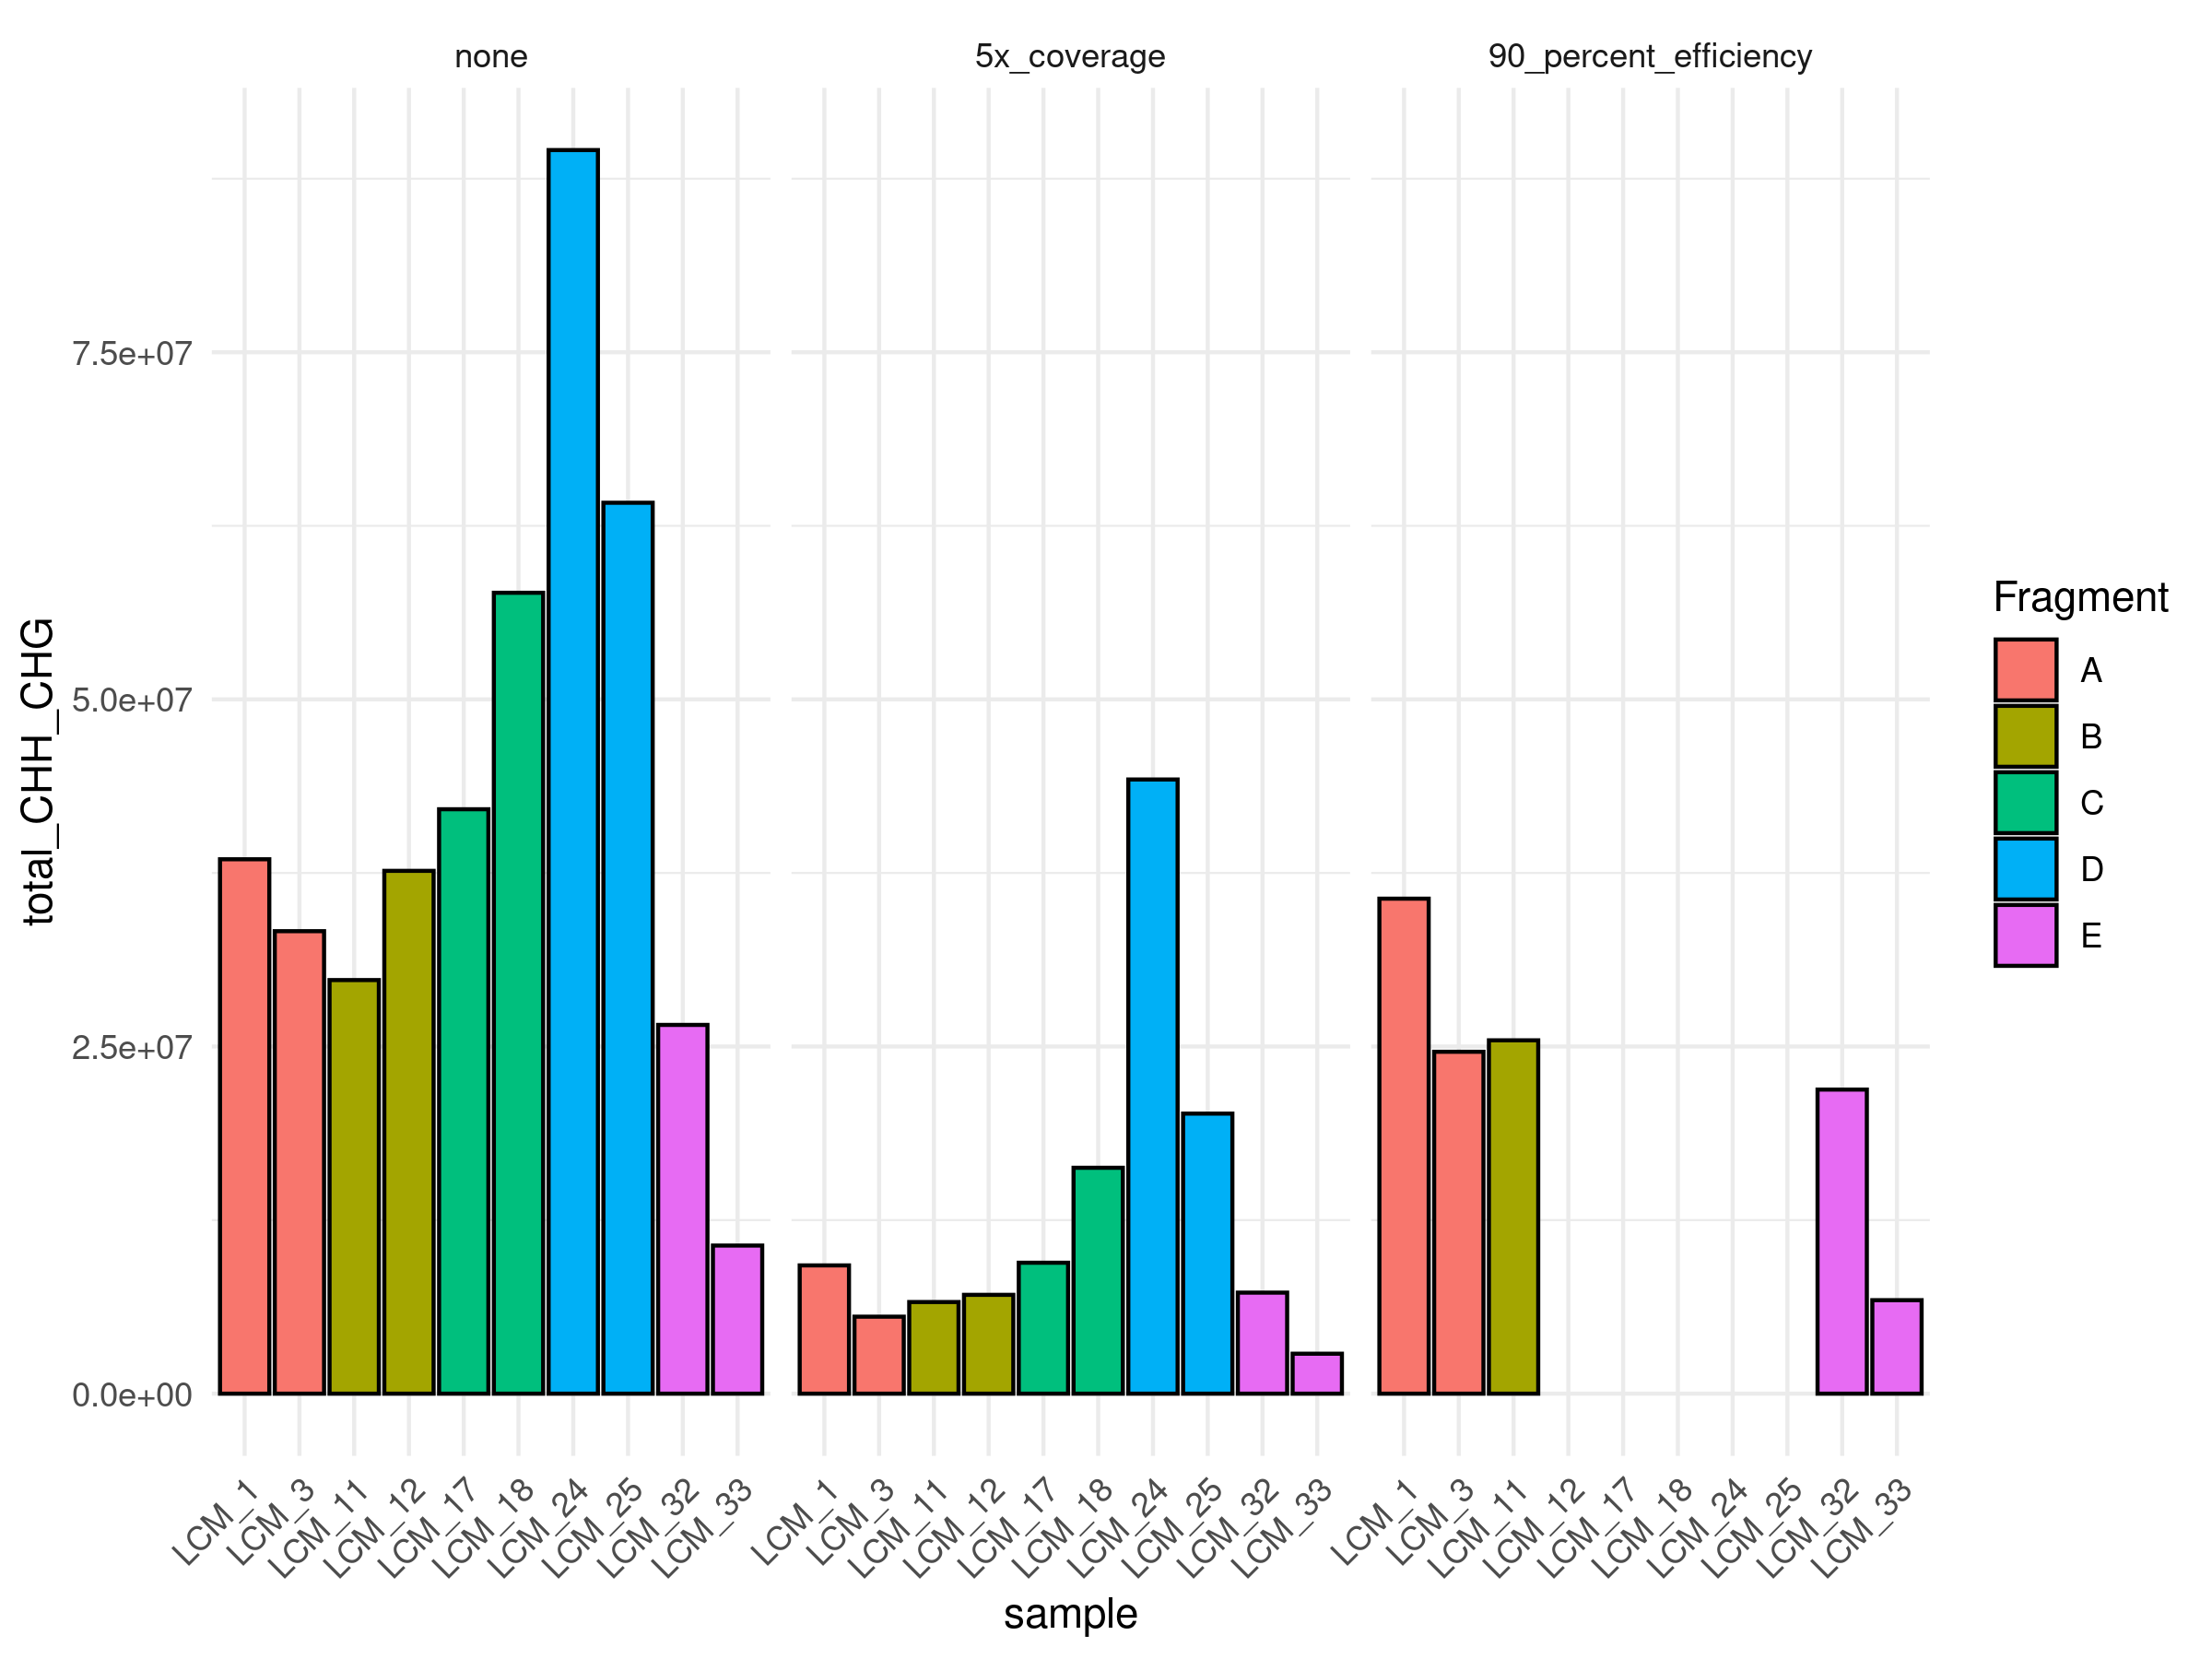 none
5x_coverage
90_percent_efficiency
total_CHH_CHG
7.5e+07
5.0e+07
2.5e+07
0.0e+00
LCM_1
LCM_3
LCM_11
LCM_12
LCM_17
LCM_18
LCM_24
LCM_25
LCM_32
LCM_33
LCM_1
LCM_3
LCM_11
LCM_12
LCM_17
LCM_18
LCM_24
LCM_25
LCM_32
LCM_33
LCM_1
LCM_3
LCM_11
LCM_12
LCM_17
LCM_18
LCM_24
LCM_25
LCM_32
LCM_33
sample
Fragment
A
B
C
D
E